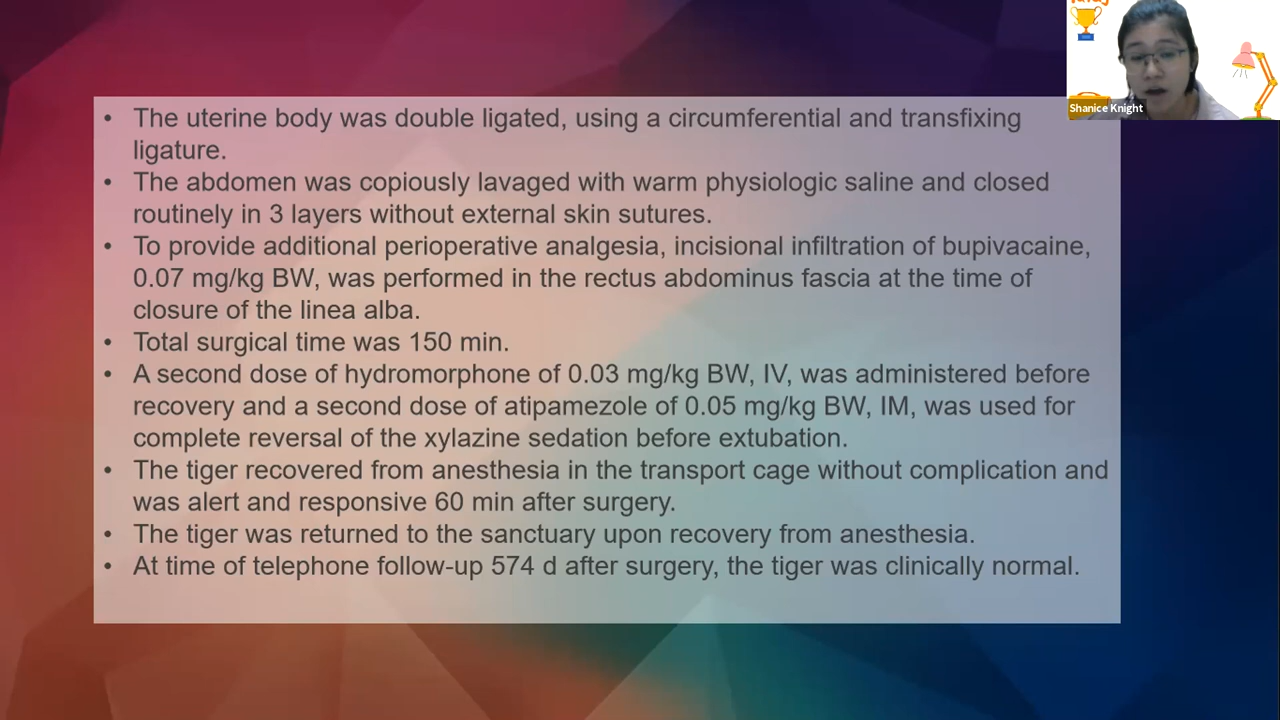 • The uterine body was double ligated, using a circumferential and transfixing
ligature.
• The abdomen was copiously lavaged with warm physiologic saline and closed
routinely in 3 layers without external skin sutures.
• To provide additional perioperative analgesia, incisional infiltration of bupivacaine,
0.07 mg/kg BW, was performed in the rectus abdominus fascia at the time of
closure of the linea alba.
• Total surgical time was 150 min.
• A second dose of hydromorphone of 0.03 mg/kg BW, IV, was administered before
recovery and a second dose of atipamezole of 0.05 mg/kg BW, IM, was used for
complete reversal of the xylazine sedation before extubation.
• The tiger recovered from anesthesia in the transport cage without complication and
was alert and responsive 60 min after surgery.
• The tiger was returned to the sanctuary upon recovery from anesthesia.
• At time of telephone follow-up 574 d after surgery, the tiger was clinically normal.
Shanice Knight